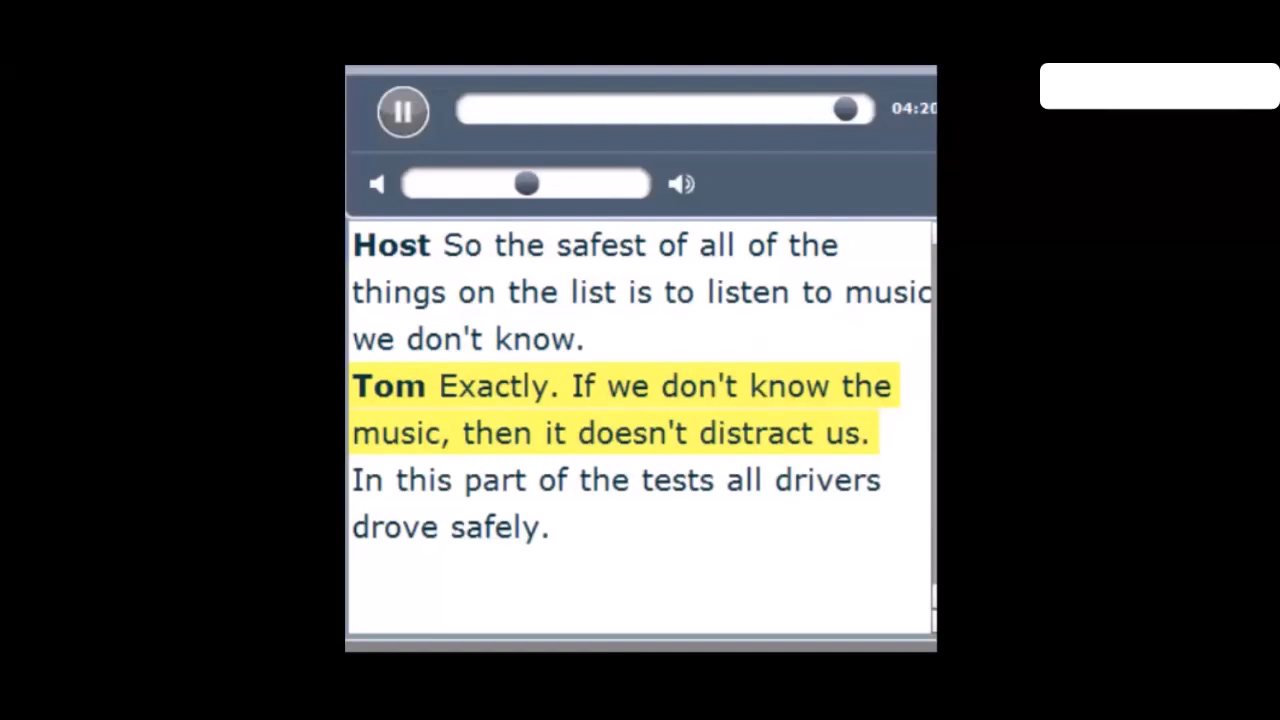 04:20
Host So the safest of all of the
things on the list is to listen to music
we don't know.
Tom Exactly. If we don't know the
music, then it doesn't distract us.
In this part of the tests all drivers
drove safely.